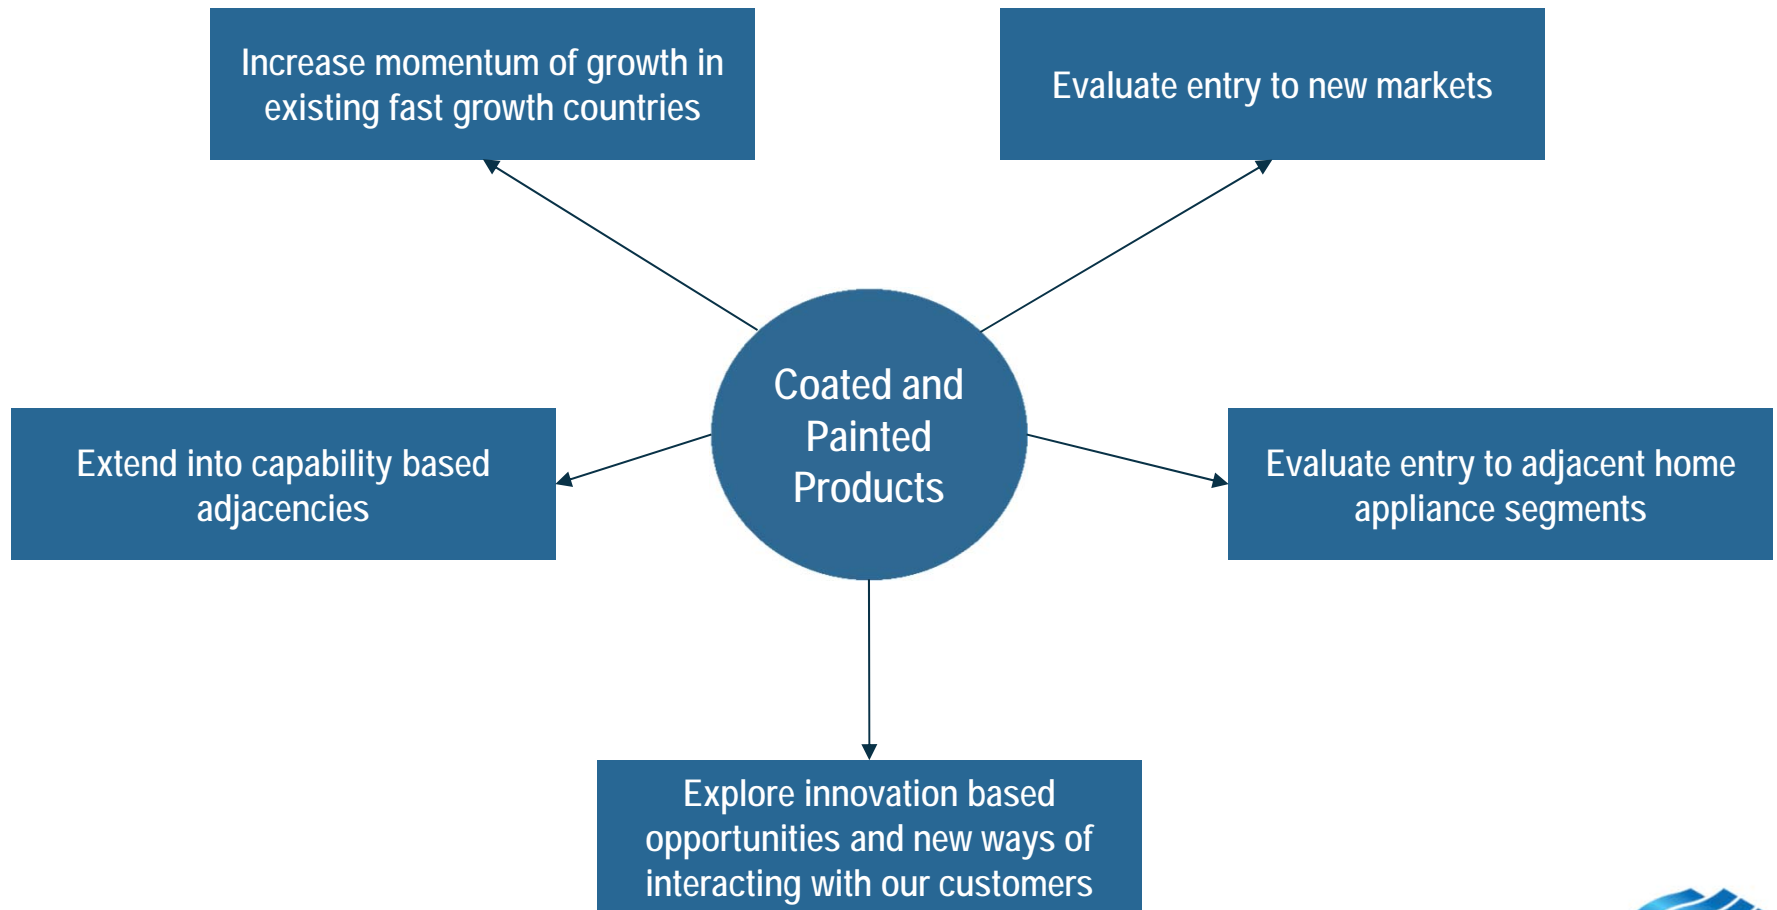 Increase momentum of growth in
existing fast growth countries
Evaluate entry to new markets
Coated and
Painted
Products
Extend into capability based
adjacencies
Evaluate entry to adjacent home
appliance segments
Explore innovation based
opportunities and new ways of
interacting with our customers